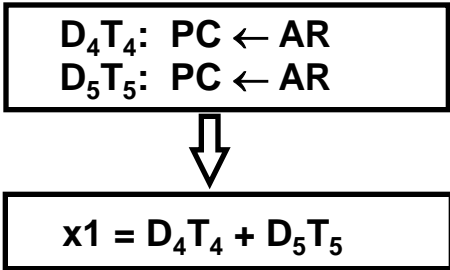 D₄T₄: PC ← AR
D₅T₅: PC ← AR
x1 = D₄T₄ + D₅T₅